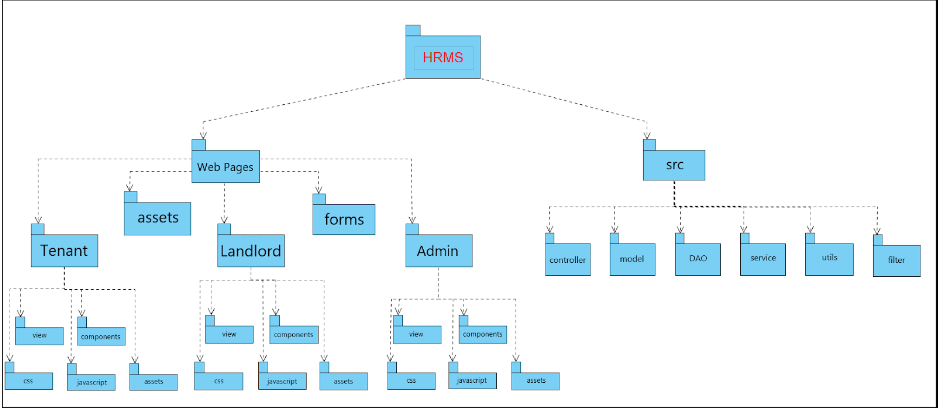 HRMS
Web Pages
src
assets
forms
Tenant
Landlord
Admin
controller
model
DAO
service
utils
filter
view
components
view
components
view
components
css
javascript
assets
css
javascript
assets
css
javascript
assets